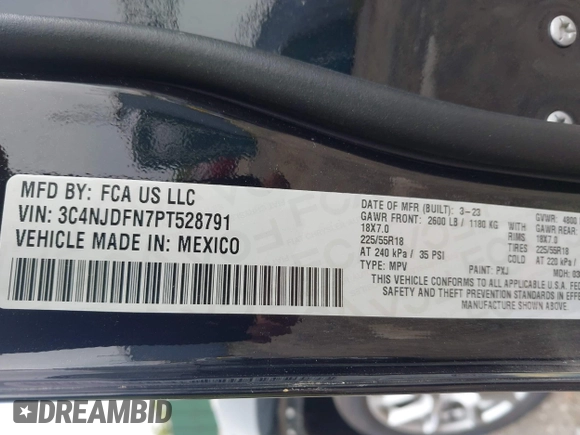 MFD BY: FCA US LLC
VIN: 3C4NJDFN7PT528791
VEHICLE MADE IN: MEXICO
DATE OF MFR (BUILT): 3-23
GVWR: 4800
GAWR FRONT: 2600 LB / 1180 KG
GAWR REAR:
18X7.0 RIMS 18X7.0
225/55R18 TIRES 225/55R18
AT 240 kPa / 35 PSI COLD AT 220 kPa /
TYPE: MPV PAINT: PXJ MDH:
THIS VEHICLE CONFORMS TO ALL APPLICABLE U.S.A. FED
SAFETY AND THEFT PREVENTION STANDARDS IN EFFE
MANUFACTURE SHOWN ABOVE.
DREAMBID